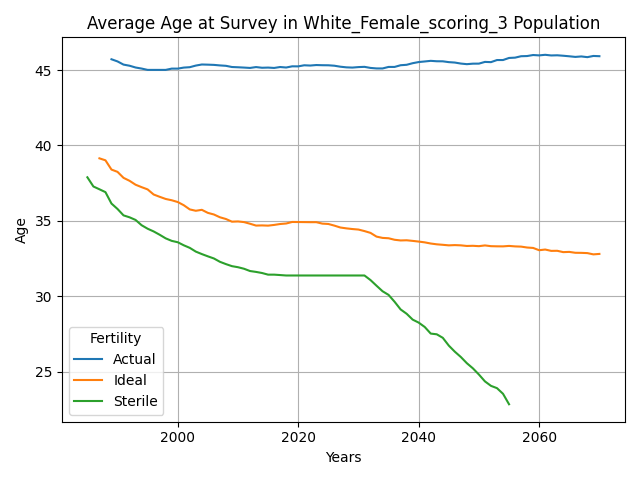 Average Age at Survey in White_Female_scoring_3 Population
45
40
35
30
25
Age
Fertility
Actual
Ideal
Sterile
2000 2020 2040 2060
Years